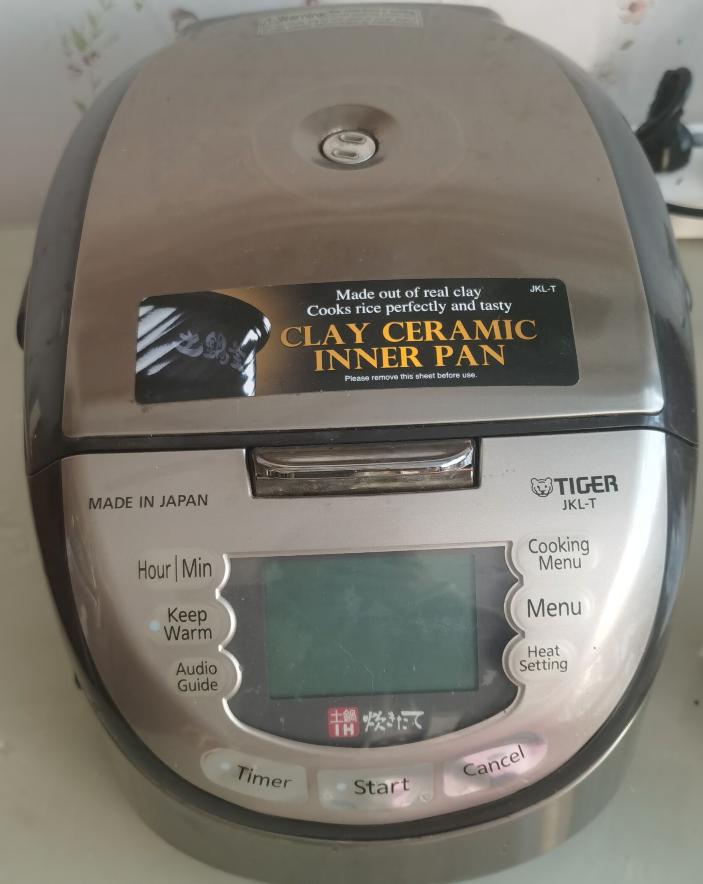 Made out of real clay
JKL-T
Cooks rice perfectly and tasty
CLAY CERAMIC
INNER PAN
Please remove this sheet before use.
MADE IN JAPAN
TIGER
JKL-T
Hour|Min
Cooking
Menu
Keep
Warm
Menu
Audio
Guide
Heat
Setting
土鍋
IH
炊きたて
Timer
Start
Cancel